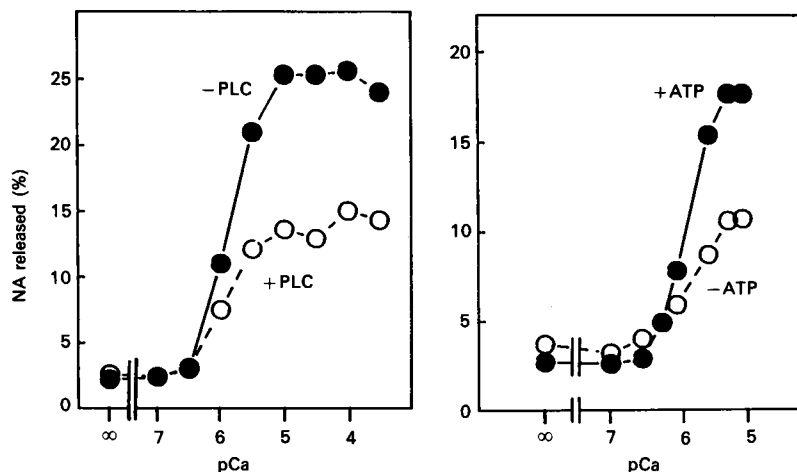 NA released (%)
25
20
15
10
5
0
–PLC
+PLC
∞ 7 6 5 4
pCa
20
15
10
5
0
+ATP
–ATP
∞ 7 6 5
pCa